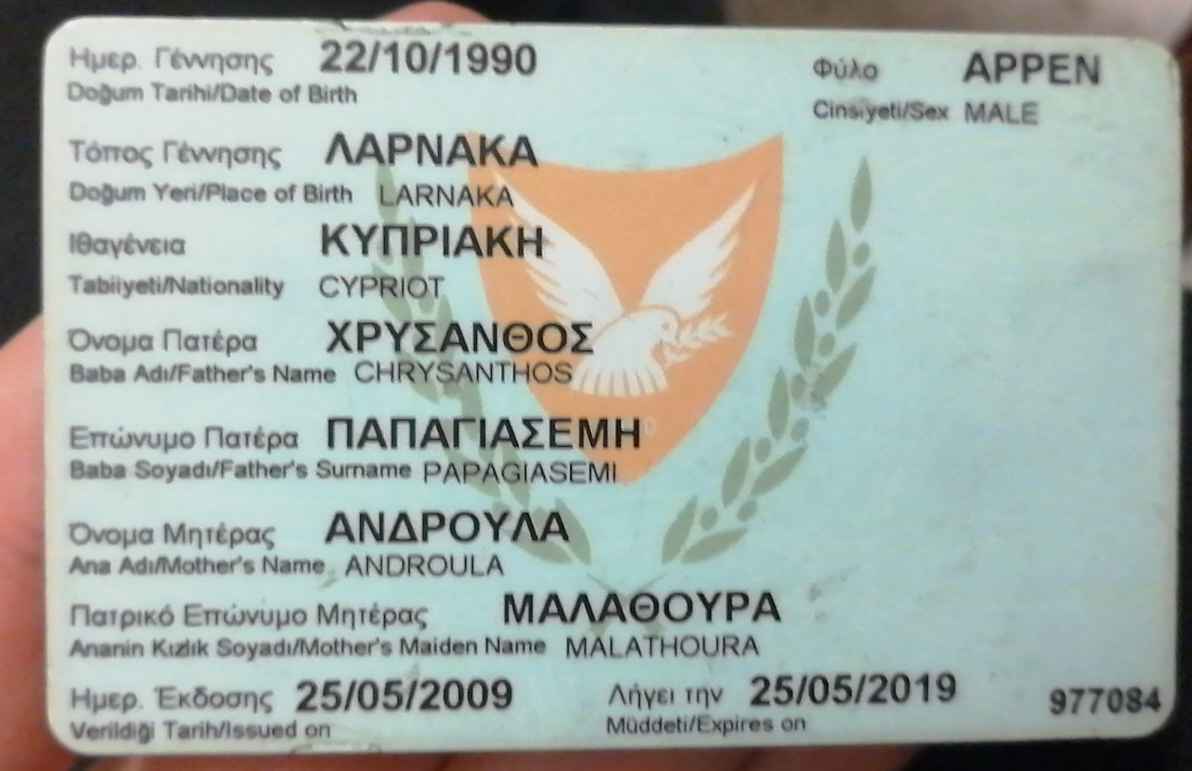 Ημερ. Γέννησης 22/10/1990 Φύλο ΑΡΡΕΝ
Doğum Tarihi/Date of Birth Cinsiyeti/Sex MALE
Τόπος Γέννησης ΛΑΡΝΑΚΑ
Doğum Yeri/Place of Birth LARNAKA
Ιθαγένεια ΚΥΠΡΙΑΚΗ
Tabiiyeti/Nationality CYPRIOT
Όνομα Πατέρα ΧΡΥΣΑΝΘΟΣ
Baba Adı/Father's Name CHRYSANTHOS
Επώνυμο Πατέρα ΠΑΠΑΓΙΑΣΕΜΗ
Baba Soyadı/Father's Surname PAPAGIASEMI
Όνομα Μητέρας ΑΝΔΡΟΥΛΑ
Ana Adı/Mother's Name ANDROULA
Πατρικό Επώνυμο Μητέρας ΜΑΛΑΘΟΥΡΑ
Ananin Kızlık Soyadı/Mother's Maiden Name MALATHOURA
Ημερ. Έκδοσης 25/05/2009 Λήγει την 25/05/2019 977084
Verildiği Tarih/Issued on Müddeti/Expires on